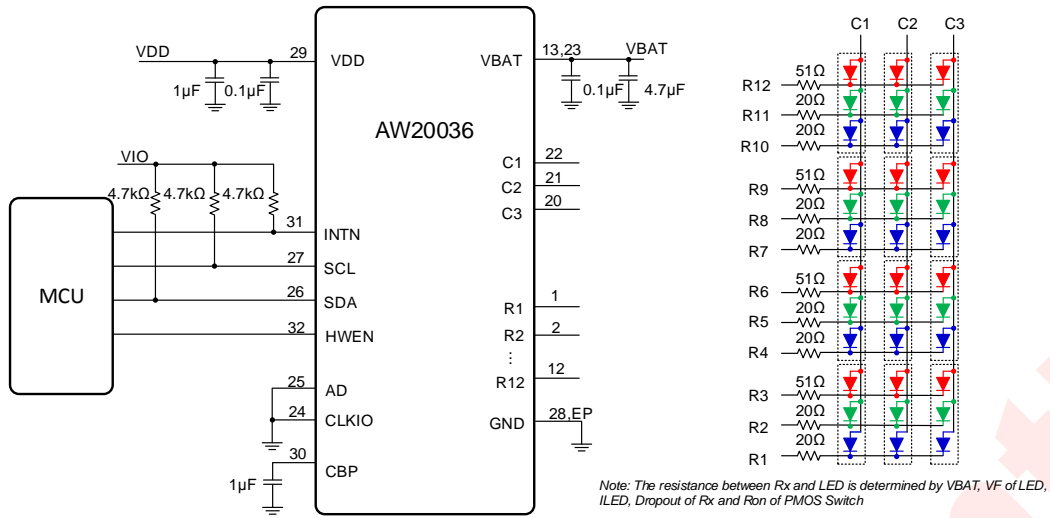 VDD
29
VDD
1µF
0.1µF
VBAT
13,23
VBAT
0.1µF
4.7µF
AW20036
VIO
4.7kΩ
4.7kΩ
4.7kΩ
MCU
31
INTN
27
SCL
26
SDA
32
HWEN
25
AD
24
CLKIO
30
CBP
1µF
C1
22
C2
21
C3
20
R1
1
R2
2
⋮
R12
12
GND
28,EP
C1 C2 C3
51Ω
R12
20Ω
R11
20Ω
R10
51Ω
R9
20Ω
R8
20Ω
R7
51Ω
R6
20Ω
R5
20Ω
R4
51Ω
R3
20Ω
R2
20Ω
R1
Note: The resistance between Rx and LED is determined by VBAT, VF of LED,
ILED, Dropout of Rx and Ron of PMOS Switch